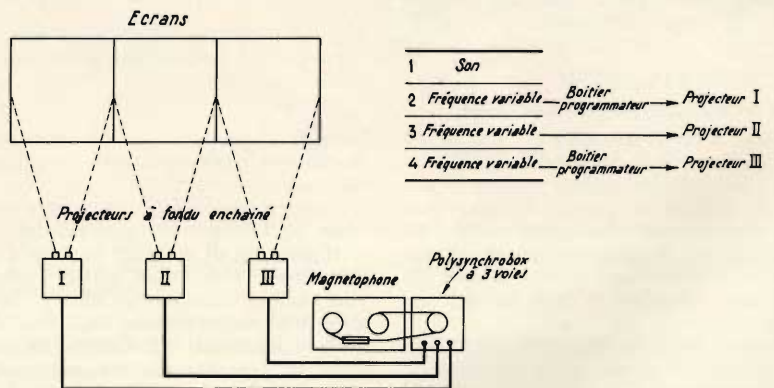 Ecrans
1 Son
2 Fréquence variable Boitier programmateur Projecteur I
3 Fréquence variable Projecteur II
4 Fréquence variable Boitier programmateur Projecteur III
Projecteurs à fondu enchainé
I II III
Magnetophone
Polysynchrobox
à 3 voies